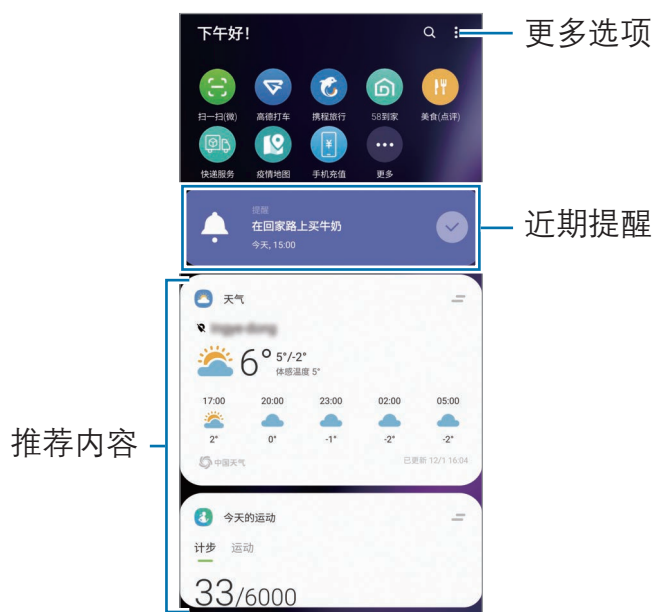 下午好!
更多选项
扫一扫(微) 高德打车 携程旅行 58到家 美食(点评)
快递服务 疫情地图 手机充值 更多
提醒
在回家路上买牛奶
今天, 15:00
近期提醒
天气
6° 5°/-2°
体感温度 5°
17:00 20:00 23:00 02:00 05:00
2° 0° -1° -2° -2°
中国天气 已更新 12/1 16:04
推荐内容
今天的运动
计步 运动
33/6000